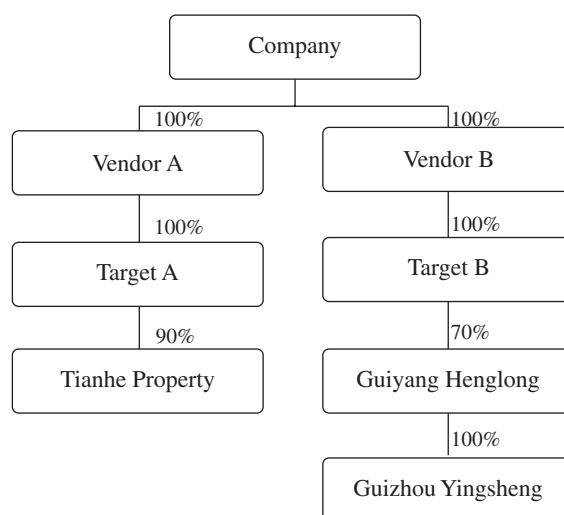 Company
100%
100%
Vendor A
Vendor B
100%
100%
Target A
Target B
90%
70%
Tianhe Property
Guiyang Henglong
100%
Guizhou Yingsheng